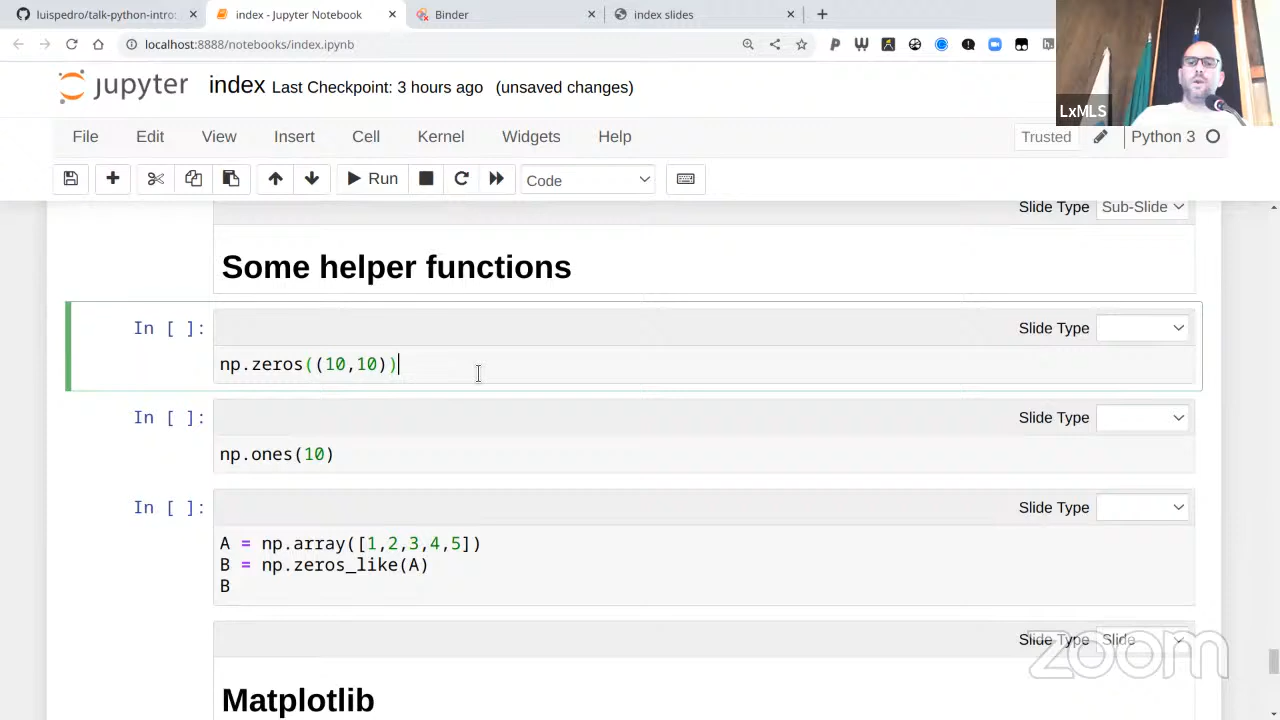 luispedro/talk-python-intro:
index - Jupyter Notebook
Binder
index slides
localhost:8888/notebooks/index.ipynb
LxMLS
jupyter index Last Checkpoint: 3 hours ago (unsaved changes)
File Edit View Insert Cell Kernel Widgets Help
Trusted Python 3
Run Code
Slide Type Sub-Slide
Some helper functions
In [ ]: Slide Type
np.zeros((10,10))
In [ ]: Slide Type
np.ones(10)
In [ ]: Slide Type
A = np.array([1,2,3,4,5])
B = np.zeros_like(A)
B
Slide Type Slide
zoom
Matplotlib